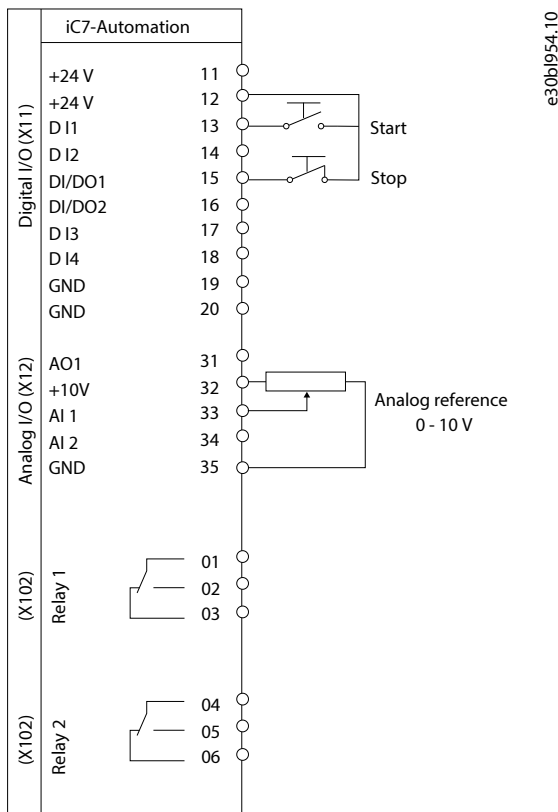 iC7-Automation
e30bl954.10
Digital I/O (X11)
+24 V 11
+24 V 12
D I1 13
Start
D I2 14
DI/DO1 15
Stop
DI/DO2 16
D I3 17
D I4 18
GND 19
GND 20
Analog I/O (X12)
AO1 31
+10V 32
AI 1 33
Analog reference
0 - 10 V
AI 2 34
GND 35
(X102)
Relay 1
01
02
03
(X102)
Relay 2
04
05
06